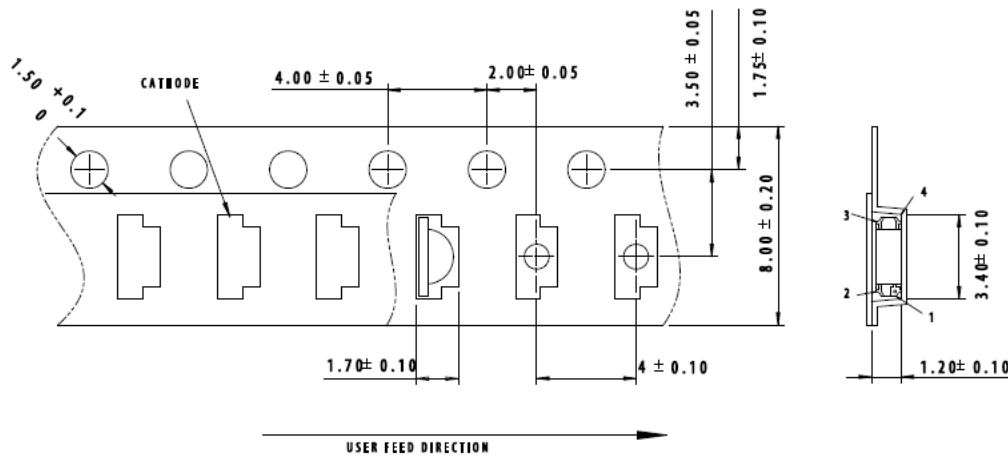 1.50 +0.1
0
CATHODE
4.00 ± 0.05
2.00± 0.05
3.50 ± 0.05
1.75± 0.10
8.00 ± 0.20
3
4
2
1
3.40± 0.10
1.70± 0.10
4 ± 0.10
1.20± 0.10
USER FEED DIRECTION